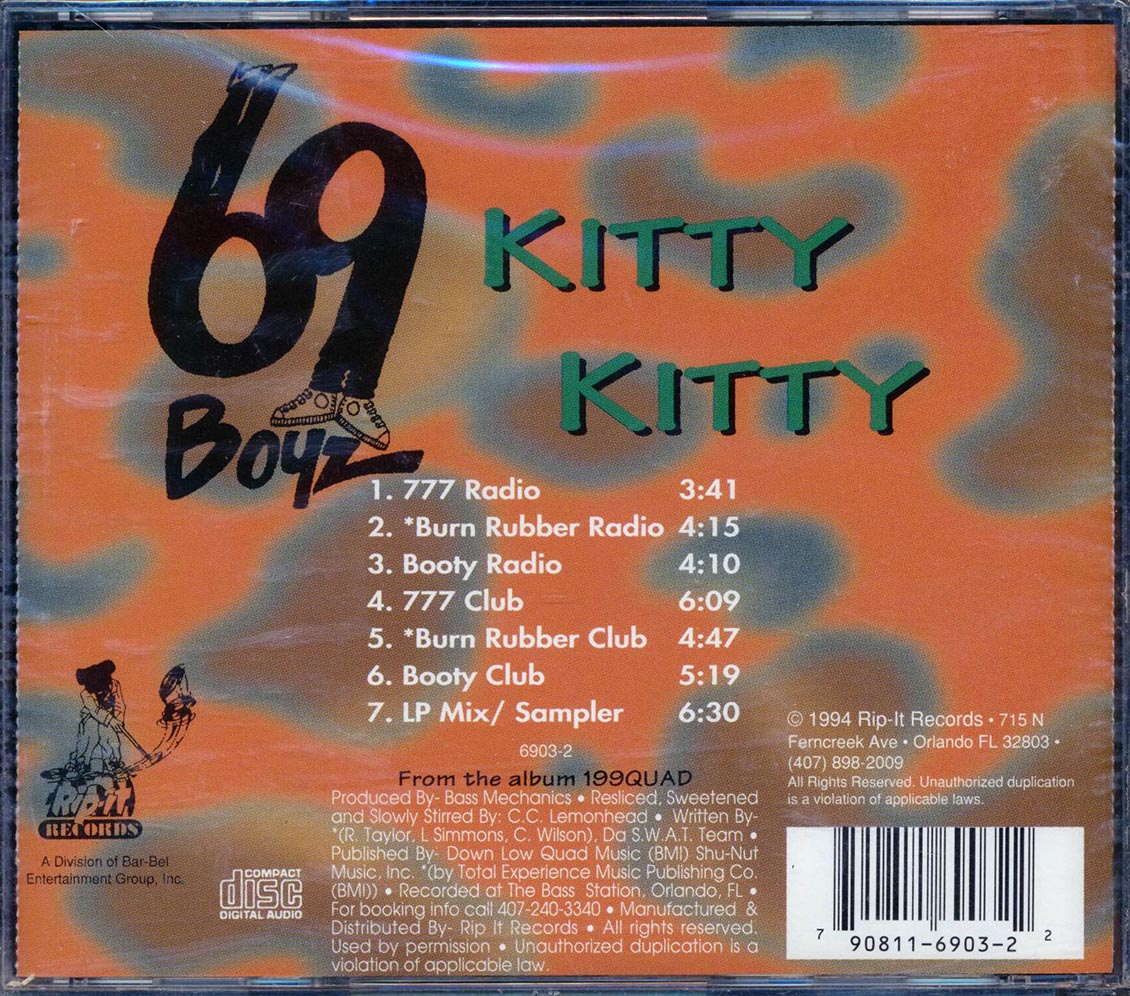 69
Boyz
KITTY
KITTY
1. 777 Radio 3:41
2. *Burn Rubber Radio 4:15
3. Booty Radio 4:10
4. 777 Club 6:09
5. *Burn Rubber Club 4:47
6. Booty Club 5:19
7. LP Mix/ Sampler 6:30
6903-2
From the album 199QUAD
Produced By- Bass Mechanics • Resliced, Sweetened
and Slowly Stirred By: C.C. Lemonhead • Written By-
*(R. Taylor, L Simmons, C. Wilson), Da S.W.A.T. Team •
Published By- Down Low Quad Music (BMI) Shu-Nut
Music, Inc. *(by Total Experience Music Publishing Co.
(BMI)) • Recorded at The Bass Station, Orlando, FL •
For booking info call 407-240-3340 • Manufactured &
Distributed By- Rip It Records • All rights reserved.
Used by permission • Unauthorized duplication is a
violation of applicable law.
Rip-it
RECORDS
A Division of Bar-Bel
Entertainment Group, Inc.
COMPACT
disc
DIGITAL AUDIO
© 1994 Rip-It Records • 715 N
Ferncreek Ave • Orlando FL 32803 •
(407) 898-2009
All Rights Reserved. Unauthorized duplication
is a violation of applicable laws.
7 90811-6903-2 2